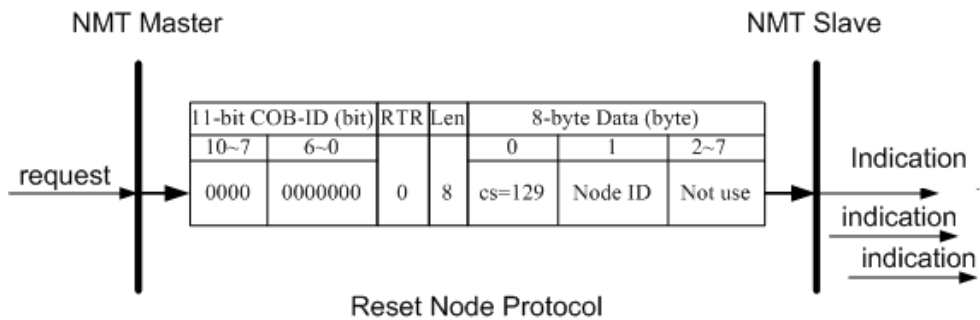 NMT Master
NMT Slave
11-bit COB-ID (bit) RTR Len 8-byte Data (byte)
10~7 6~0 0 1 2~7
request 0000 0000000 0 8 cs=129 Node ID Not use Indication
indication
indication
Reset Node Protocol